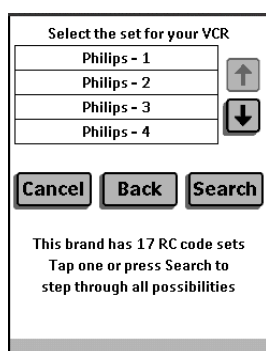 Select the set for your VCR
Philips - 1
Philips - 2
Philips - 3
Philips - 4
Cancel Back Search
This brand has 17 RC code sets
Tap one or press Search to
step through all possibilities